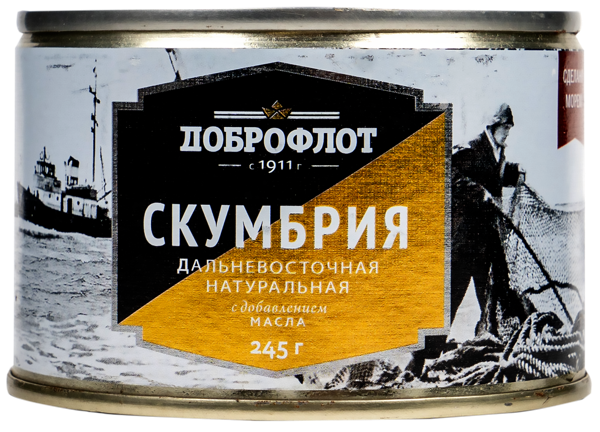 ДОБРОФЛОТ
с 1911 г
СКУМБРИЯ
ДАЛЬНЕВОСТОЧНАЯ
НАТУРАЛЬНАЯ
с добавлением
МАСЛА
245 г